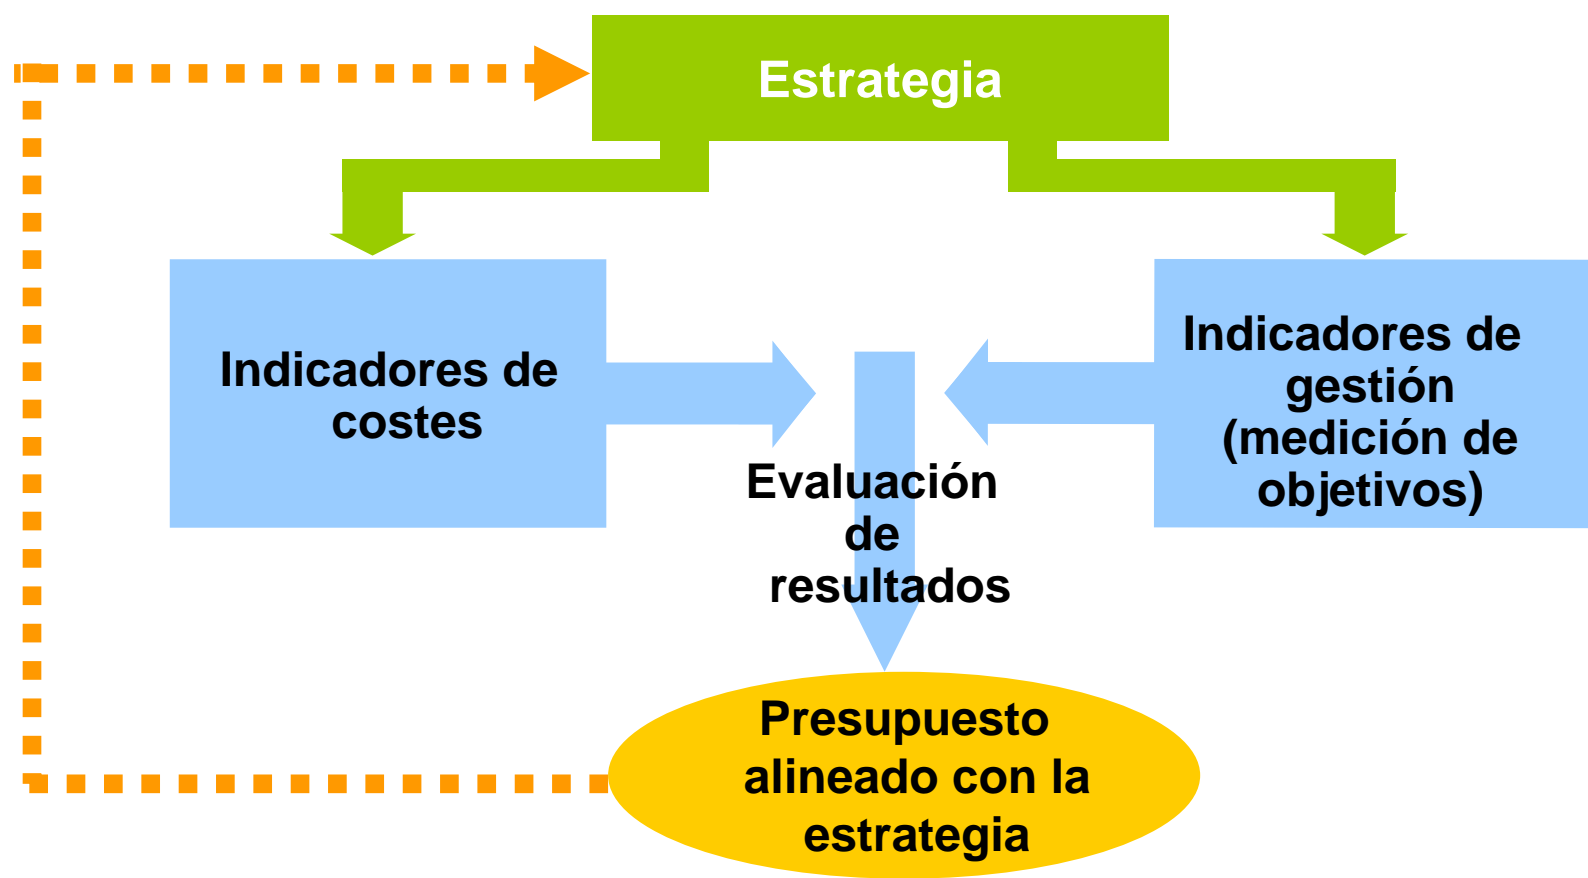 Estrategia
Indicadores de
costes
Indicadores de
gestión
(medición de
objetivos)
Evaluación
de
resultados
Presupuesto
alineado con la
estrategia